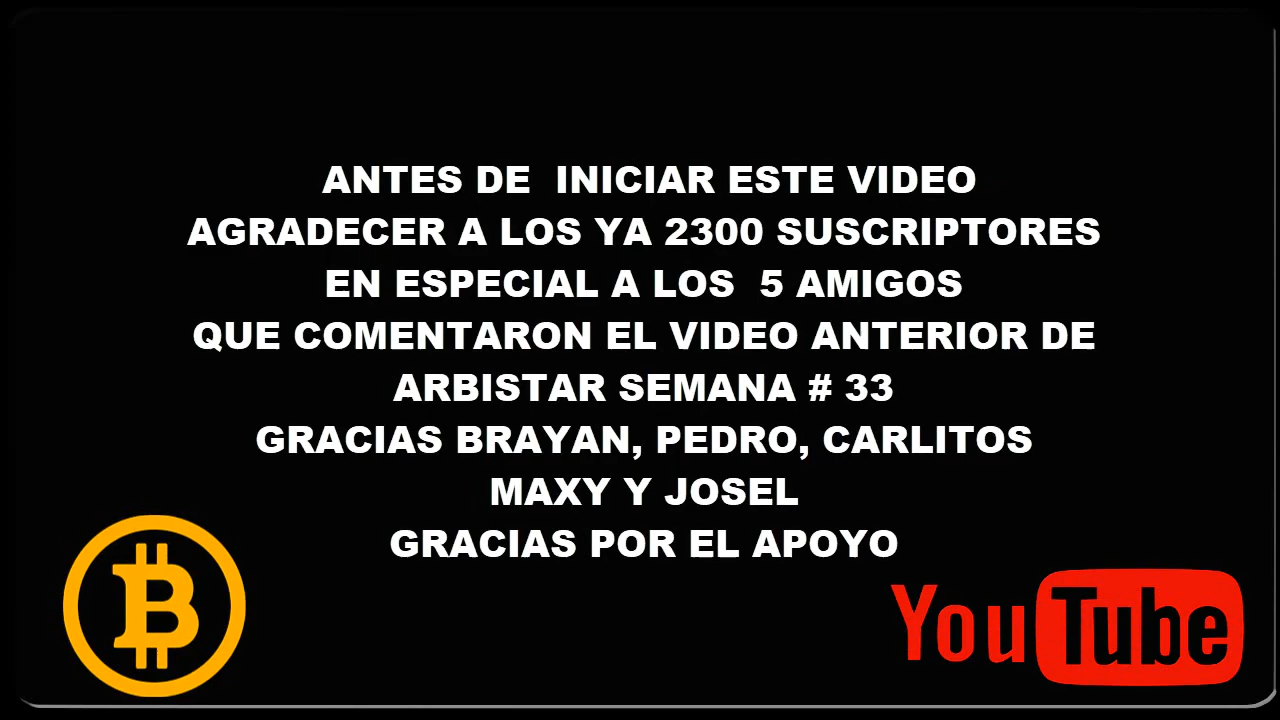 ANTES DE  INICIAR ESTE VIDEO
AGRADECER A LOS YA 2300 SUSCRIPTORES
EN ESPECIAL A LOS  5 AMIGOS
QUE COMENTARON EL VIDEO ANTERIOR DE
ARBISTAR SEMANA # 33
GRACIAS BRAYAN, PEDRO, CARLITOS
MAXY Y JOSEL
GRACIAS POR EL APOYO
YouTube